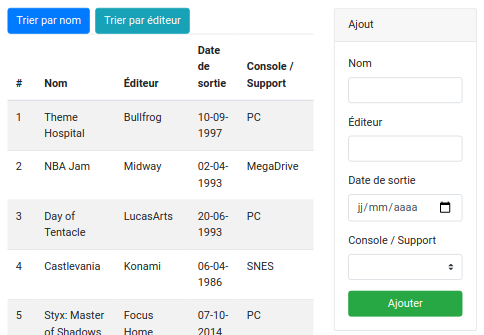 Trier par nom Trier par éditeur
# Nom Éditeur Date de sortie Console / Support
1 Theme Hospital Bullfrog 10-09-1997 PC
2 NBA Jam Midway 02-04-1993 MegaDrive
3 Day of Tentacle LucasArts 20-06-1993 PC
4 Castlevania Konami 06-04-1986 SNES
5 Styx: Master of Shadows Focus Home 07-10-2014 PC
Ajout
Nom
Éditeur
Date de sortie
jj/mm/aaaa
Console / Support
Ajouter